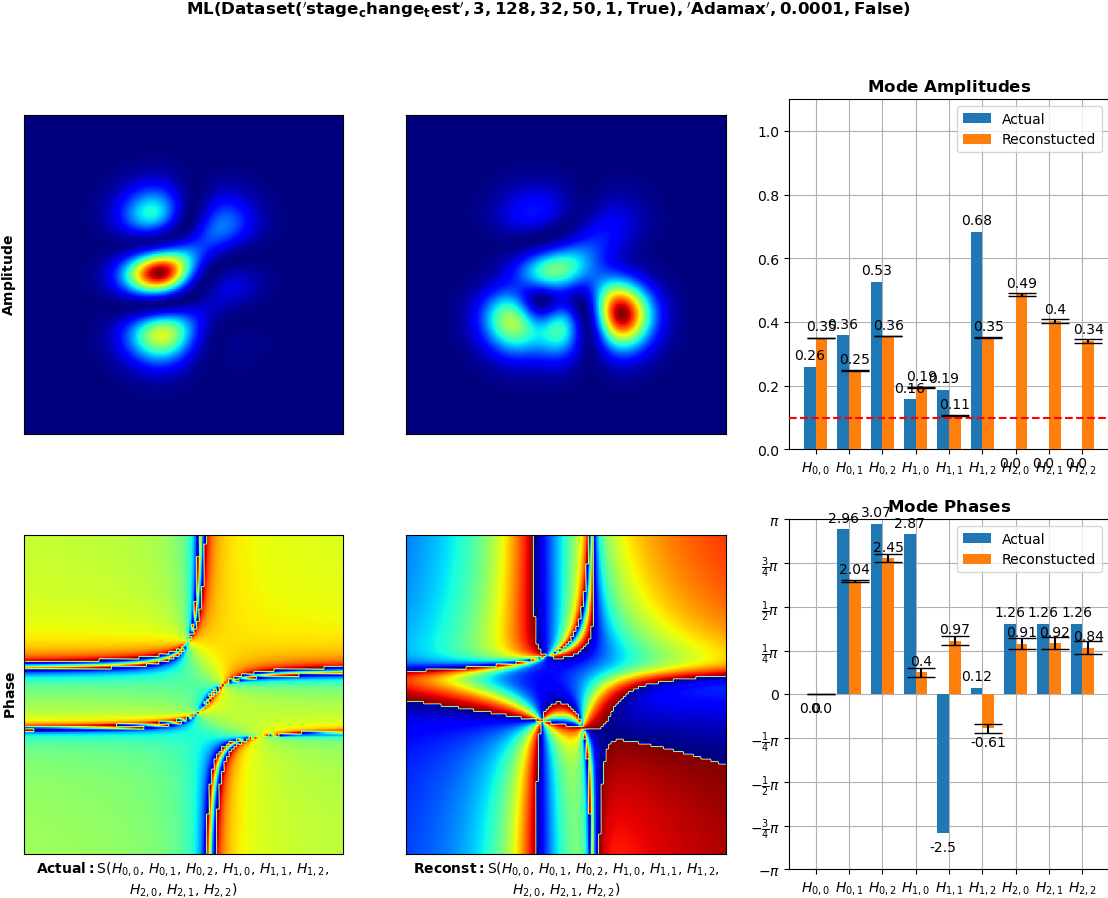 ML(Dataset('stage_change_test', 3, 128, 32, 50, 1, True), 'Adamax', 0.0001, False)
Amplitude
Mode Amplitudes
Actual
Reconstucted
1.0
0.8
0.6
0.4
0.2
0.0
0.26 0.36 0.53 0.16 0.19 0.68 0.0 0.0 0.0
0.35 0.25 0.36 0.19 0.11 0.35 0.49 0.4 0.34
H0,0 H0,1 H0,2 H1,0 H1,1 H1,2 H2,0 H2,1 H2,2
Phase
Mode Phases
Actual
Reconstucted
π
3/4π
1/2π
1/4π
0
−1/4π
−1/2π
−3/4π
−π
0.0 2.96 3.07 2.87 -2.5 0.12 1.26 1.26 1.26
0.0 2.04 2.45 0.4 0.97 -0.61 0.91 0.92 0.84
H0,0 H0,1 H0,2 H1,0 H1,1 H1,2 H2,0 H2,1 H2,2
Actual: S(H0,0, H0,1, H0,2, H1,0, H1,1, H1,2,
H2,0, H2,1, H2,2)
Reconst: S(H0,0, H0,1, H0,2, H1,0, H1,1, H1,2,
H2,0, H2,1, H2,2)